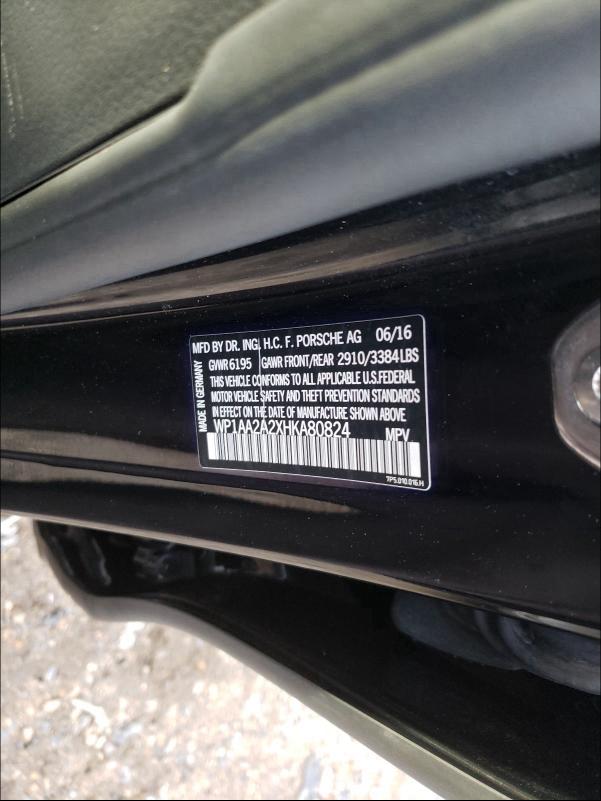 MFD BY DR. ING. H.C. F. PORSCHE AG 06/16
GVWR 6195 GAWR FRONT/REAR 2910/3384 LBS
THIS VEHICLE CONFORMS TO ALL APPLICABLE U.S. FEDERAL
MOTOR VEHICLE SAFETY AND THEFT PREVENTION STANDARDS
IN EFFECT ON THE DATE OF MANUFACTURE SHOWN ABOVE
WP1AA2A2XHKA80824 MPV
7P5.010.016.H
MADE IN GERMANY